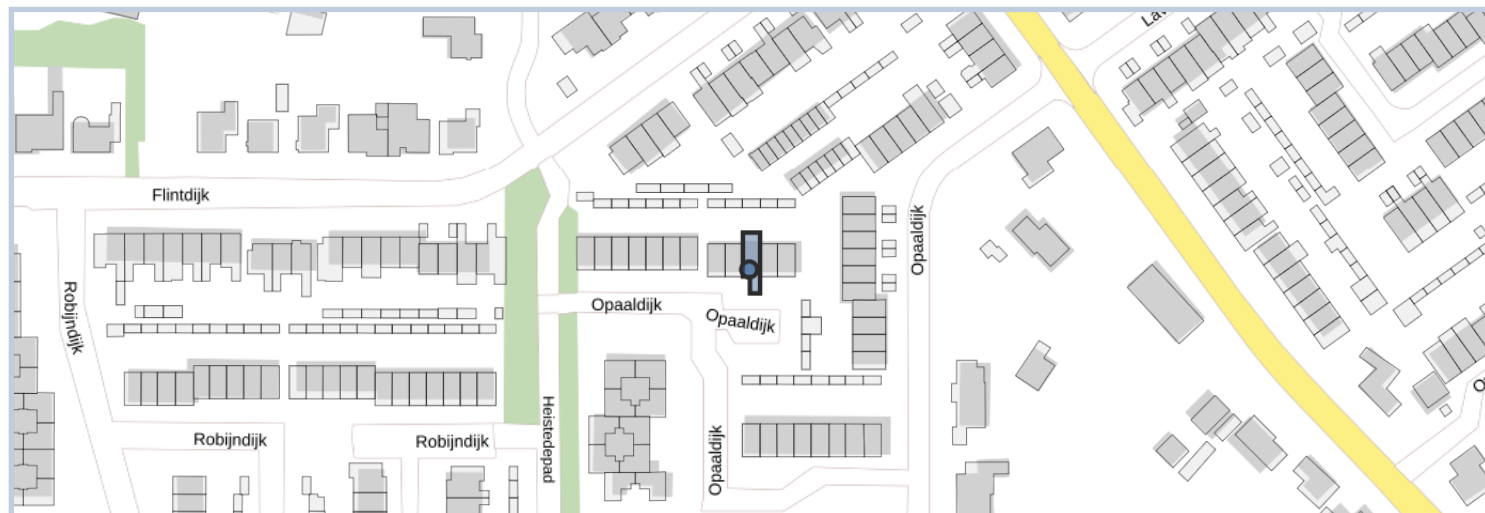 Flintdijk
Robijndijk
Opaaldijk
Opaaldijk
Opaaldijk
Robijndijk
Robijndijk
Heistedepad
Opaaldijk